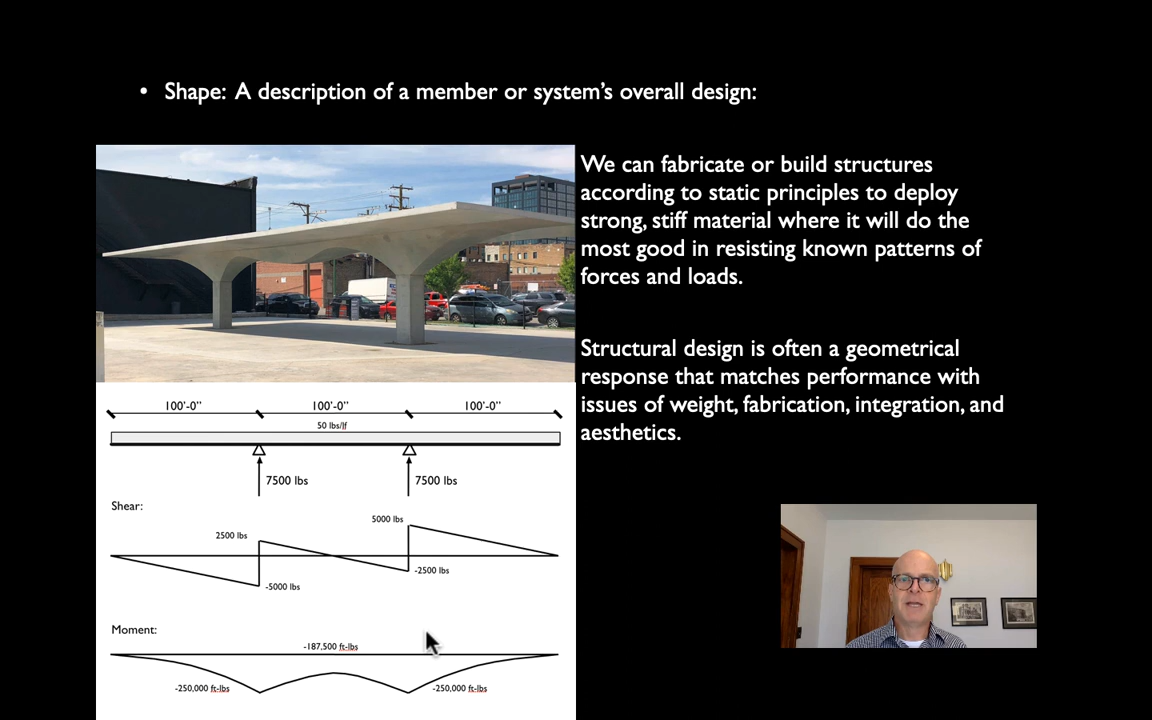 • Shape: A description of a member or system's overall design:
We can fabricate or build structures
according to static principles to deploy
strong, stiff material where it will do the
most good in resisting known patterns of
forces and loads.
Structural design is often a geometrical
response that matches performance with
issues of weight, fabrication, integration, and
aesthetics.
100'-0” 100'-0” 100'-0”
50 lbs/lf
7500 lbs 7500 lbs
Shear:
5000 lbs
2500 lbs
-2500 lbs
-5000 lbs
Moment:
-187,500 ft-lbs
-250,000 ft-lbs -250,000 ft-lbs